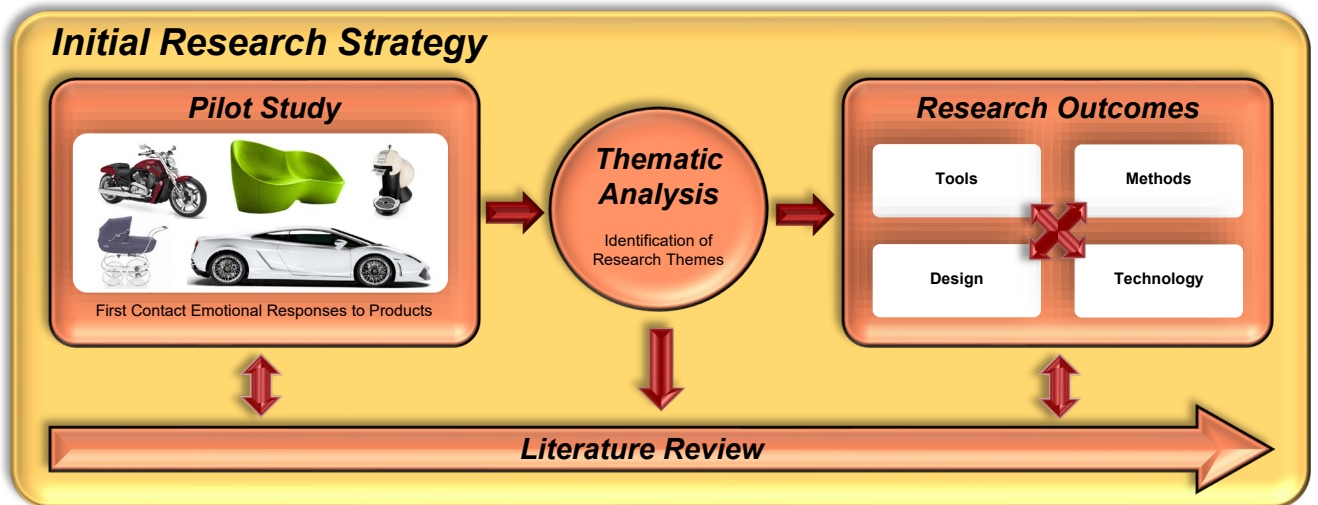 Initial Research Strategy
Pilot Study
First Contact Emotional Responses to Products
Thematic
Analysis
Identification of
Research Themes
Research Outcomes
Tools
Methods
Design
Technology
Literature Review